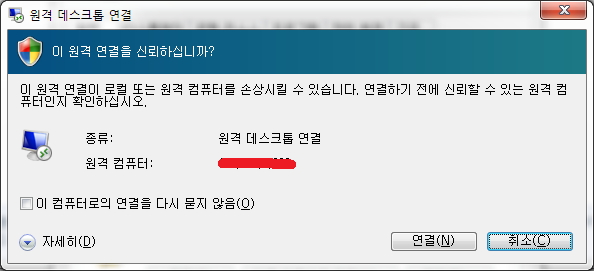 원격 데스크톱 연결
이 원격 연결을 신뢰하십니까?
이 원격 연결이 로컬 또는 원격 컴퓨터를 손상시킬 수 있습니다. 연결하기 전에 신뢰할 수 있는 원격 컴
퓨터인지 확인하십시오.
종류: 원격 데스크톱 연결
원격 컴퓨터:
이 컴퓨터로의 연결을 다시 묻지 않음(O)
자세히(D) 연결(N) 취소(C)